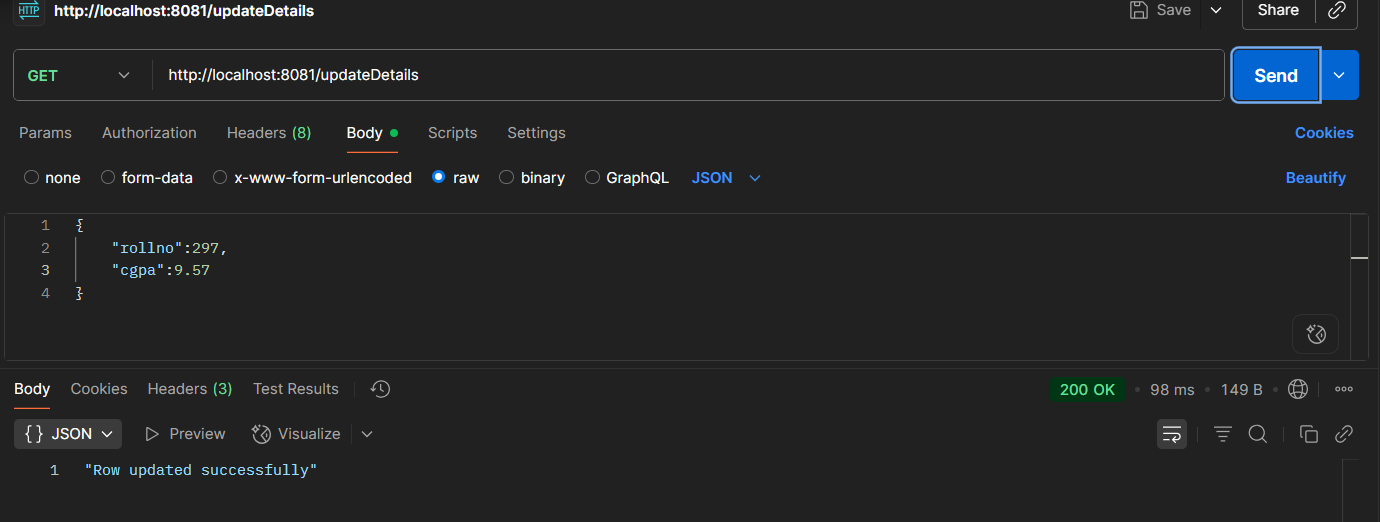 HTTP http://localhost:8081/updateDetails Save Share
GET http://localhost:8081/updateDetails Send
Params Authorization Headers (8) Body Scripts Settings Cookies
none form-data x-www-form-urlencoded raw binary GraphQL JSON Beautify
1 {
2 "rollno":297,
3 "cgpa":9.57
4 }
Body Cookies Headers (3) Test Results 200 OK • 98 ms • 149 B •
{} JSON Preview Visualize
1 "Row updated successfully"